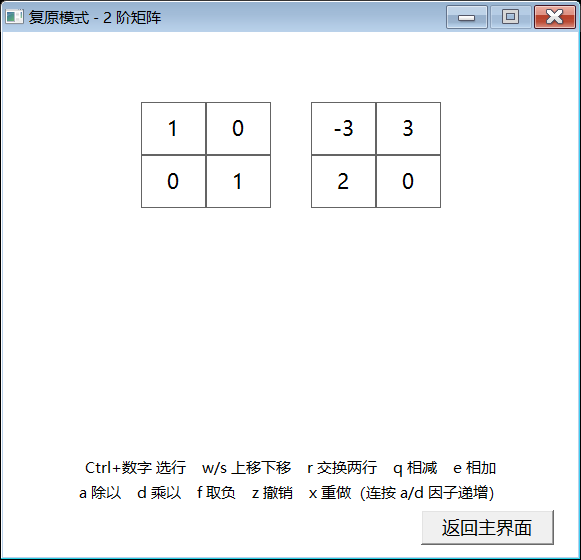 复原模式 - 2 阶矩阵
1 0 -3 3
0 1 2 0
Ctrl+数字 选行 w/s 上移下移 r 交换两行 q 相减 e 相加
a 除以 d 乘以 f 取负 z 撤销 x 重做（连按 a/d 因子递增）
返回主界面